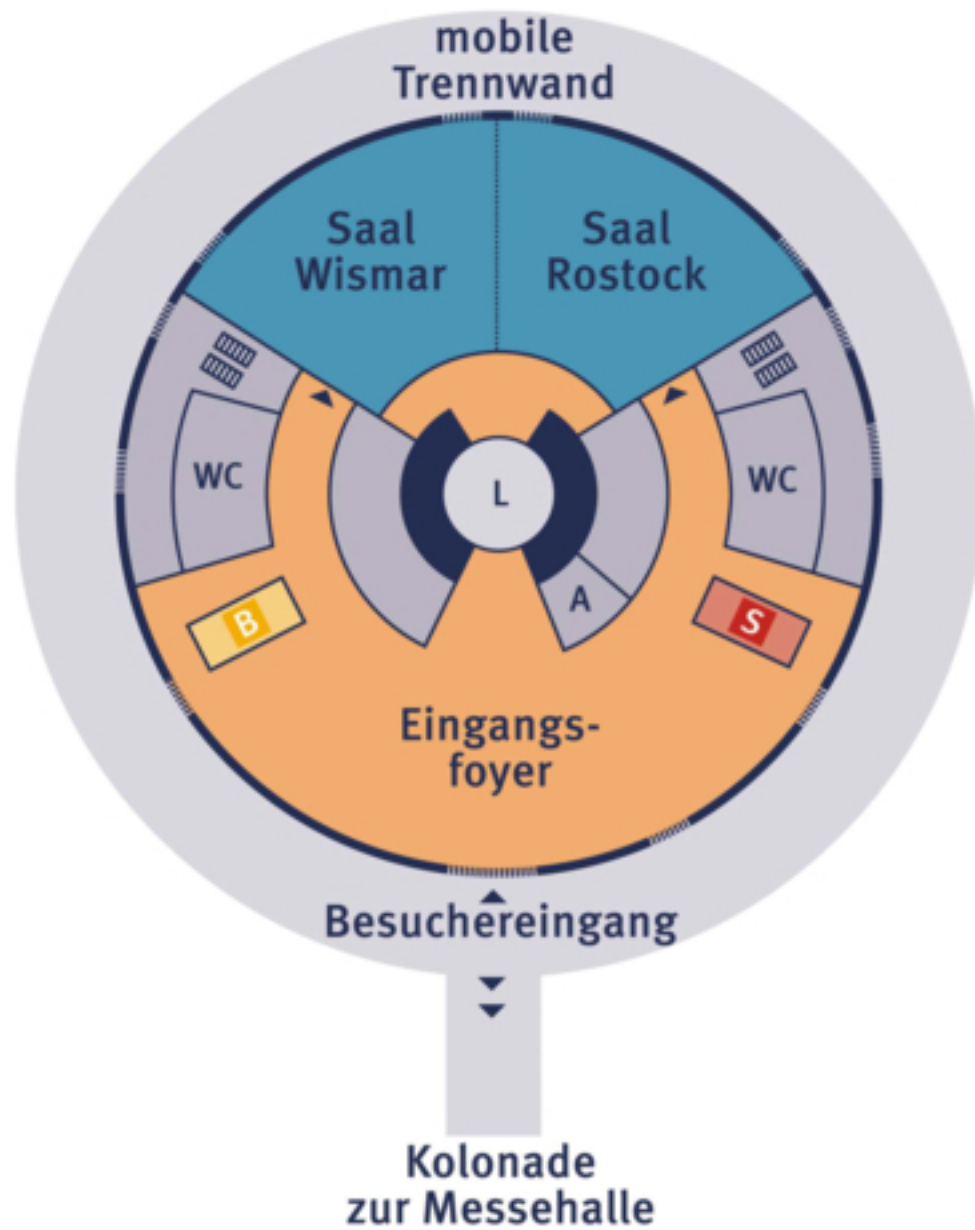 mobile
Trennwand
Saal
Wismar
Saal
Rostock
WC
L
WC
B
A
S
Eingangs-
foyer
Besuchereingang
Kolonade
zur Messehalle